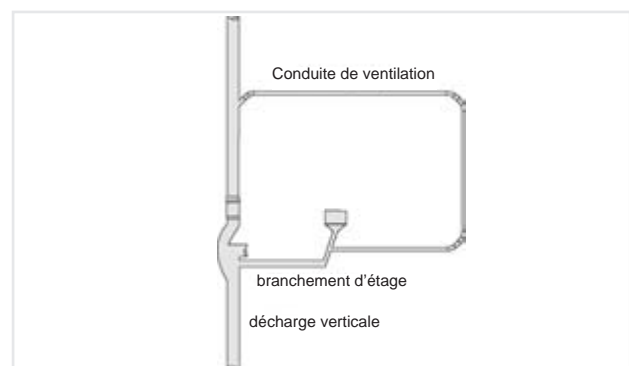 Conduite de ventilation
branchement d’étage
décharge verticale